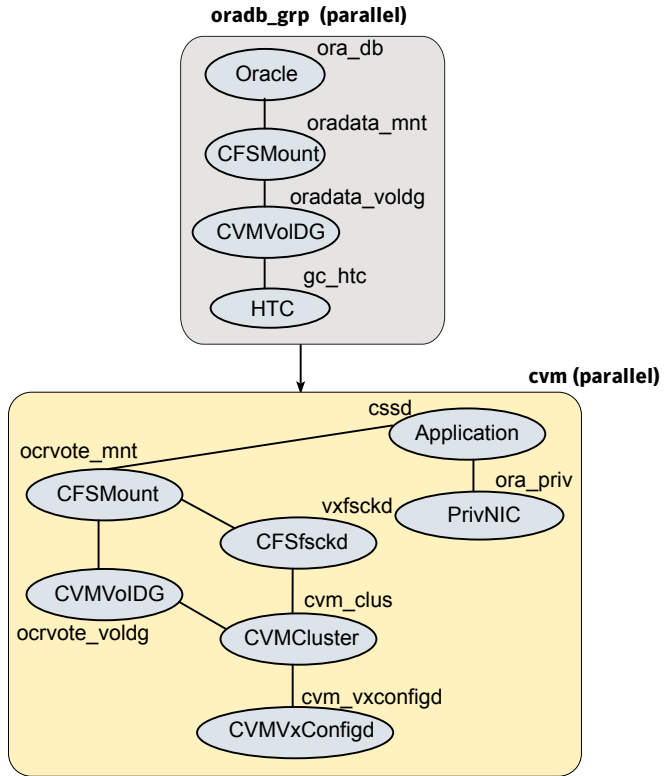 oradb_grp (parallel)
ora_db
Oracle
oradata_mnt
CFSMount
oradata_voldg
CVMVolDG
gc_htc
HTC
cvm (parallel)
cssd
Application
ocrvote_mnt
CFSMount
ora_priv
PrivNIC
vxfsckd
CFSfsckd
CVMVolDG
ocrvote_voldg
cvm_clus
CVMCluster
cvm_vxconfigd
CVMVxConfigd